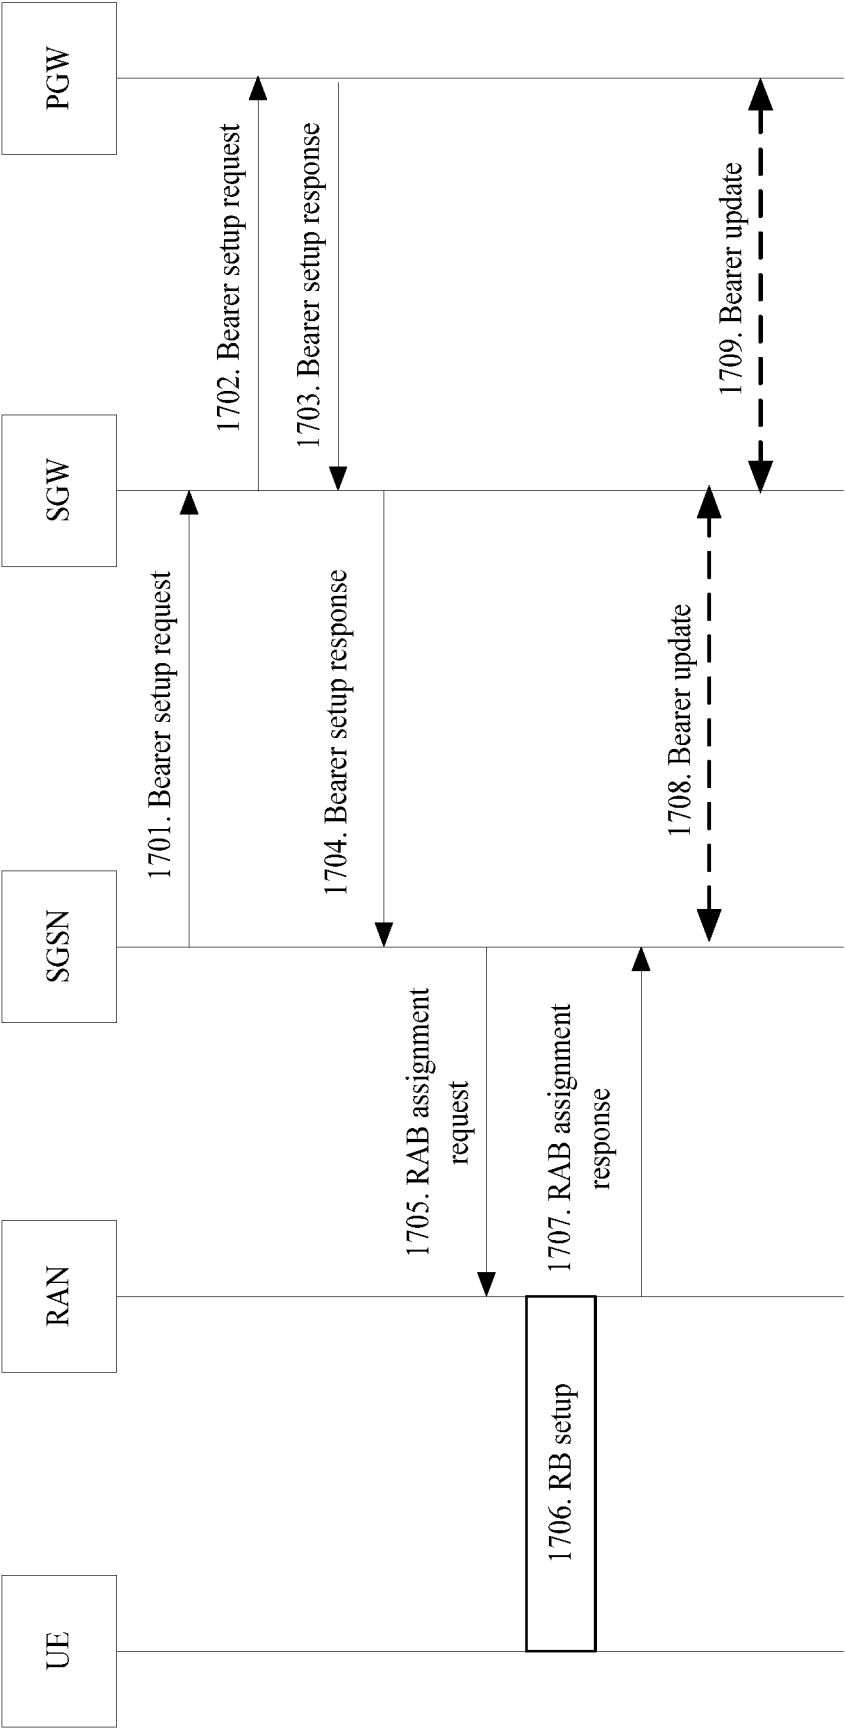 UE
RAN
SGSN
SGW
PGW
1701. Bearer setup request
1702. Bearer setup request
1703. Bearer setup response
1704. Bearer setup response
1705. RAB assignment
request
1706. RB setup
1707. RAB assignment
response
1708. Bearer update
1709. Bearer update